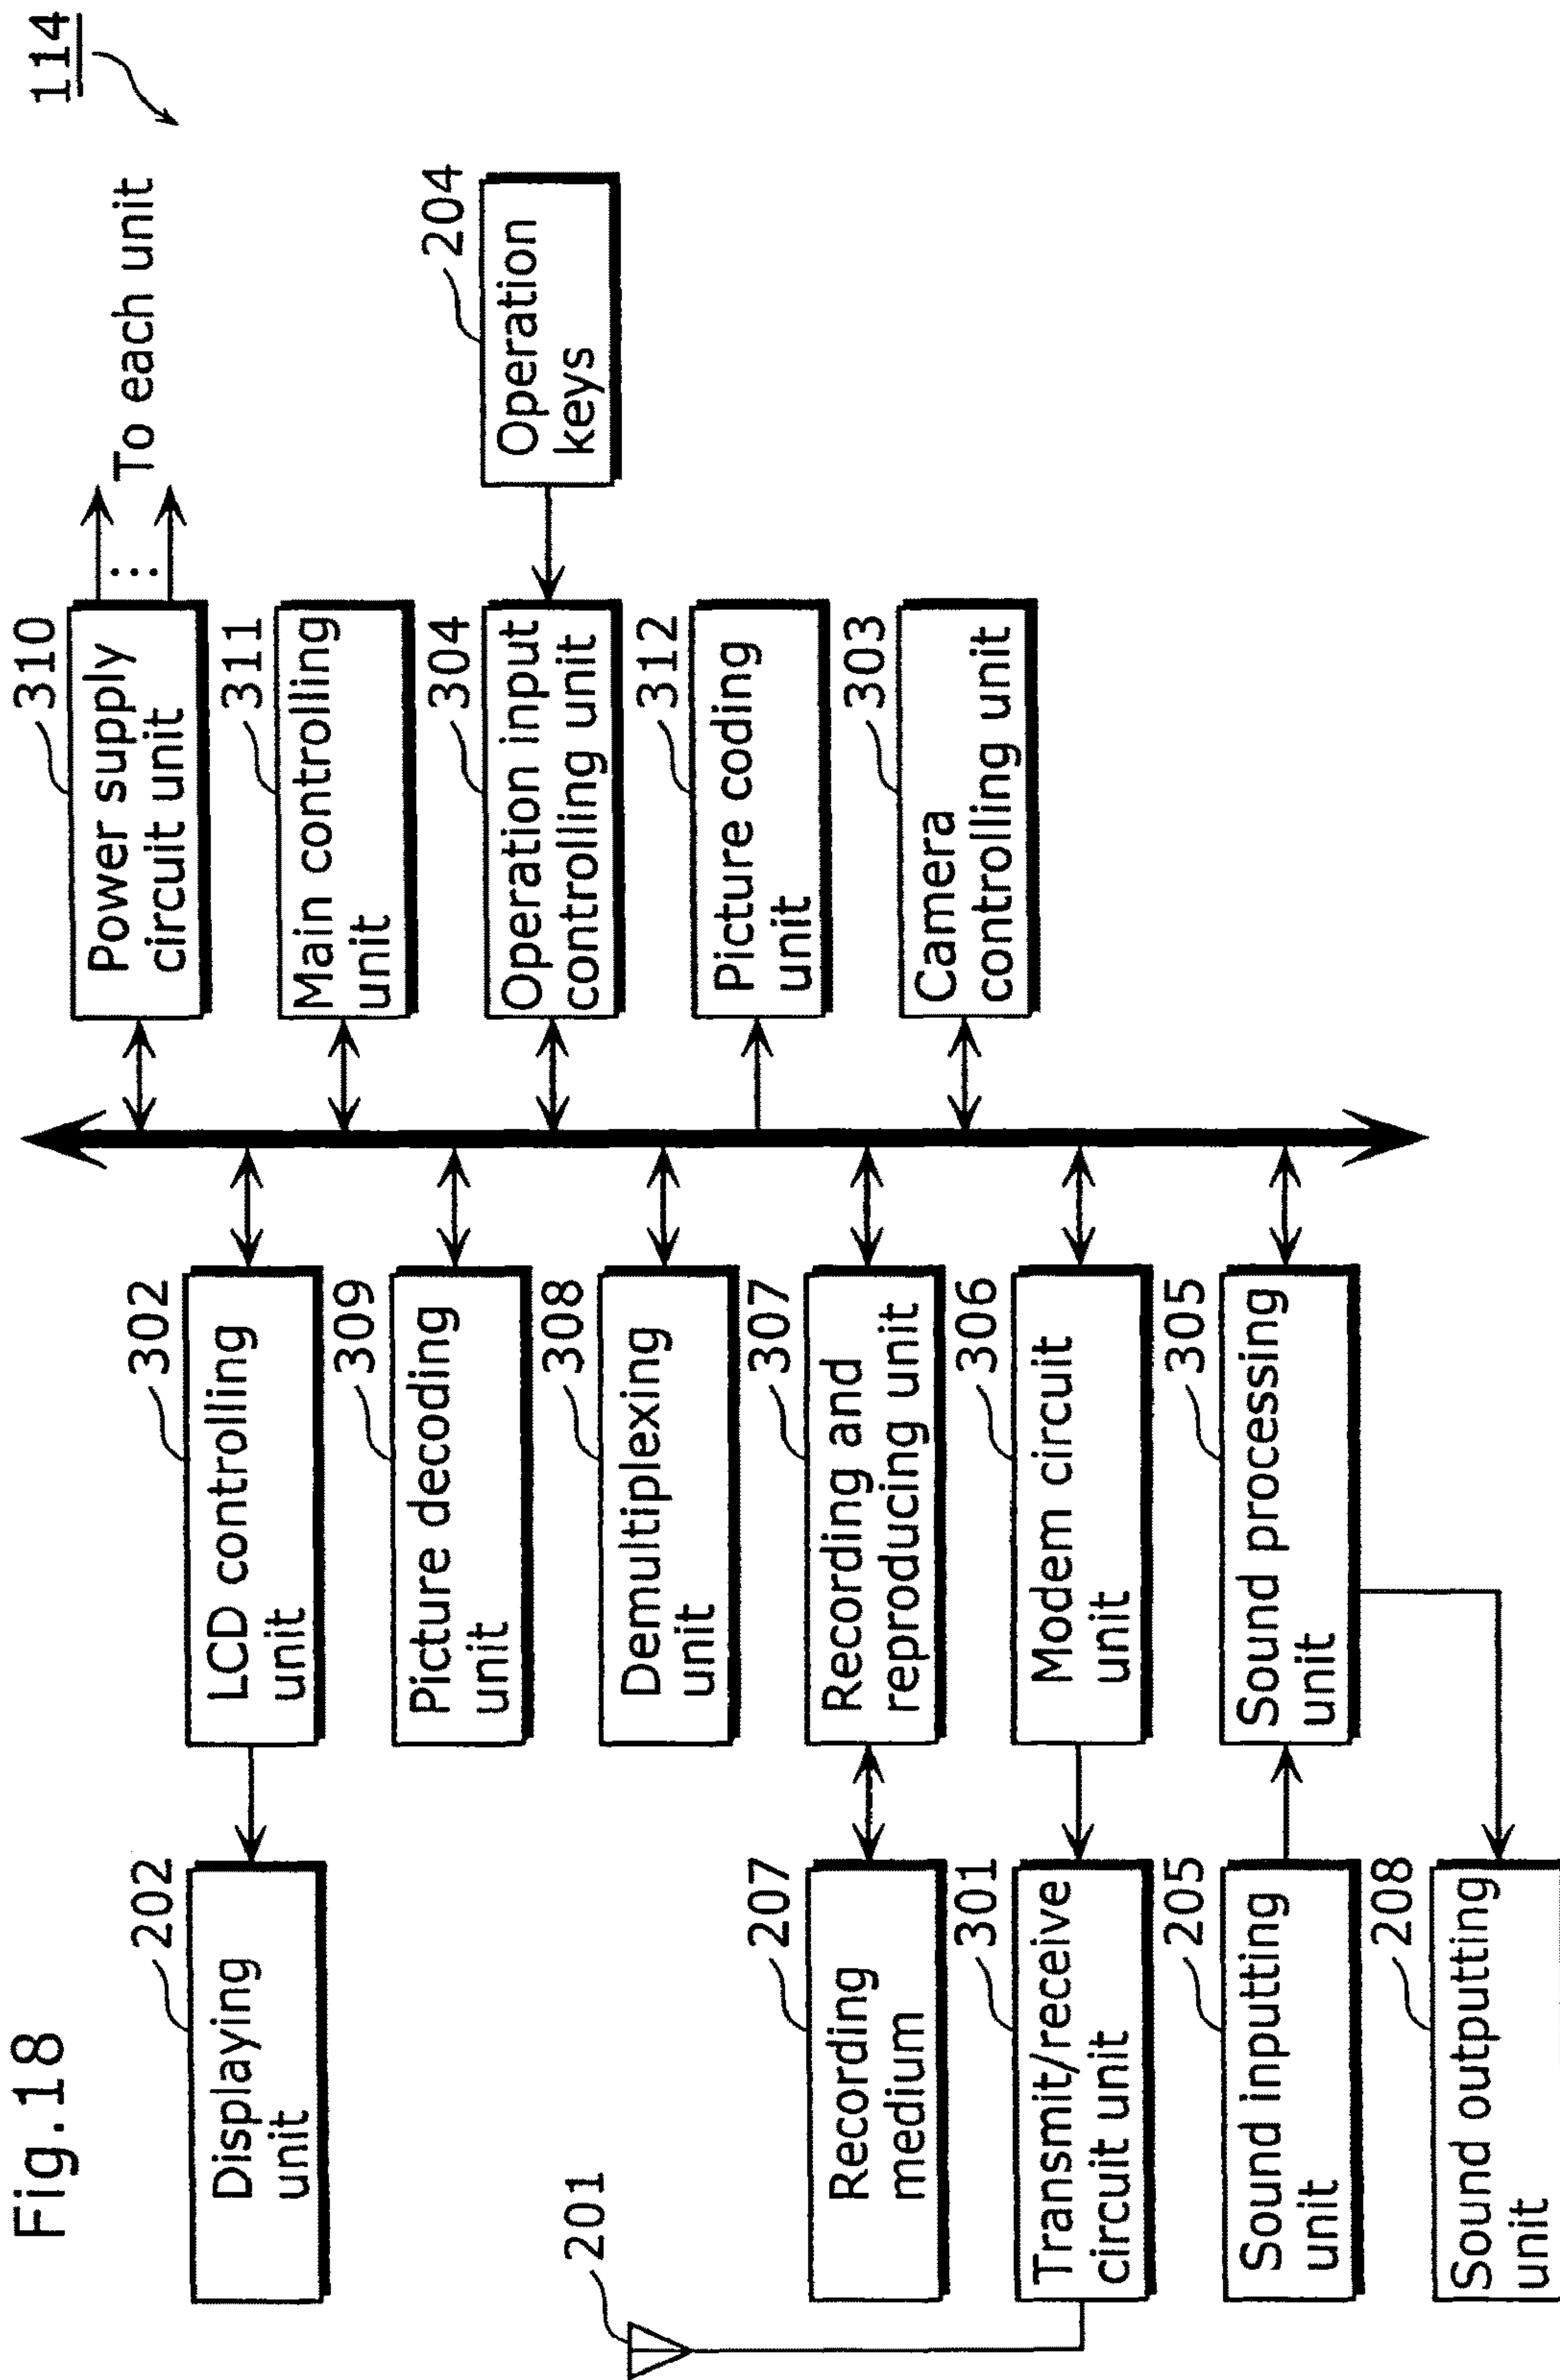 Fig.18
114
202
Displaying
unit
302
LCD controlling
unit
310
Power supply
circuit unit
To each unit
309
Picture decoding
unit
311
Main controlling
unit
308
Demultiplexing
unit
304
Operation input
controlling unit
204
Operation
keys
201
207
Recording
medium
307
Recording and
reproducing unit
312
Picture coding
unit
301
Transmit/receive
circuit unit
306
Modem circuit
unit
303
Camera
controlling unit
205
Sound inputting
unit
305
Sound processing
unit
208
Sound outputting
unit